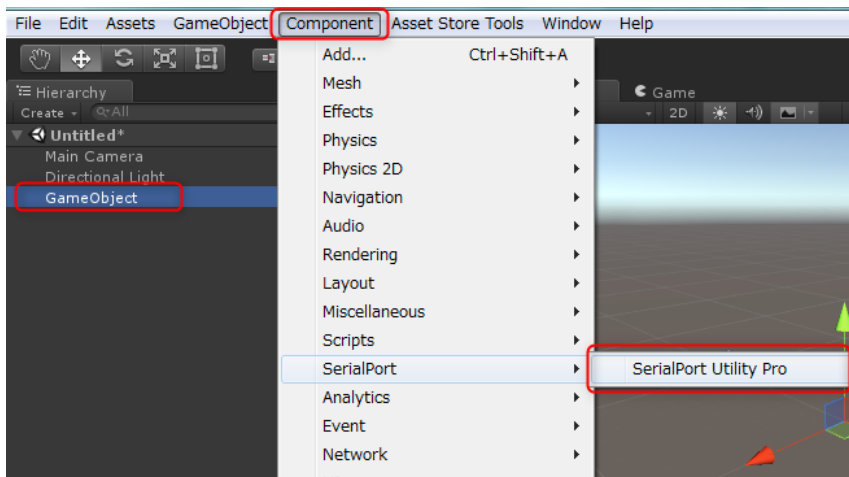 File Edit Assets GameObject Component Asset Store Tools Window Help
Add... Ctrl+Shift+A
Mesh
Effects
Physics
Physics 2D
Navigation
Audio
Rendering
Layout
Miscellaneous
Scripts
SerialPort
Analytics
Event
Network
SerialPort Utility Pro
Hierarchy
Create All
Untitled*
Main Camera
Directional Light
GameObject
Game
2D